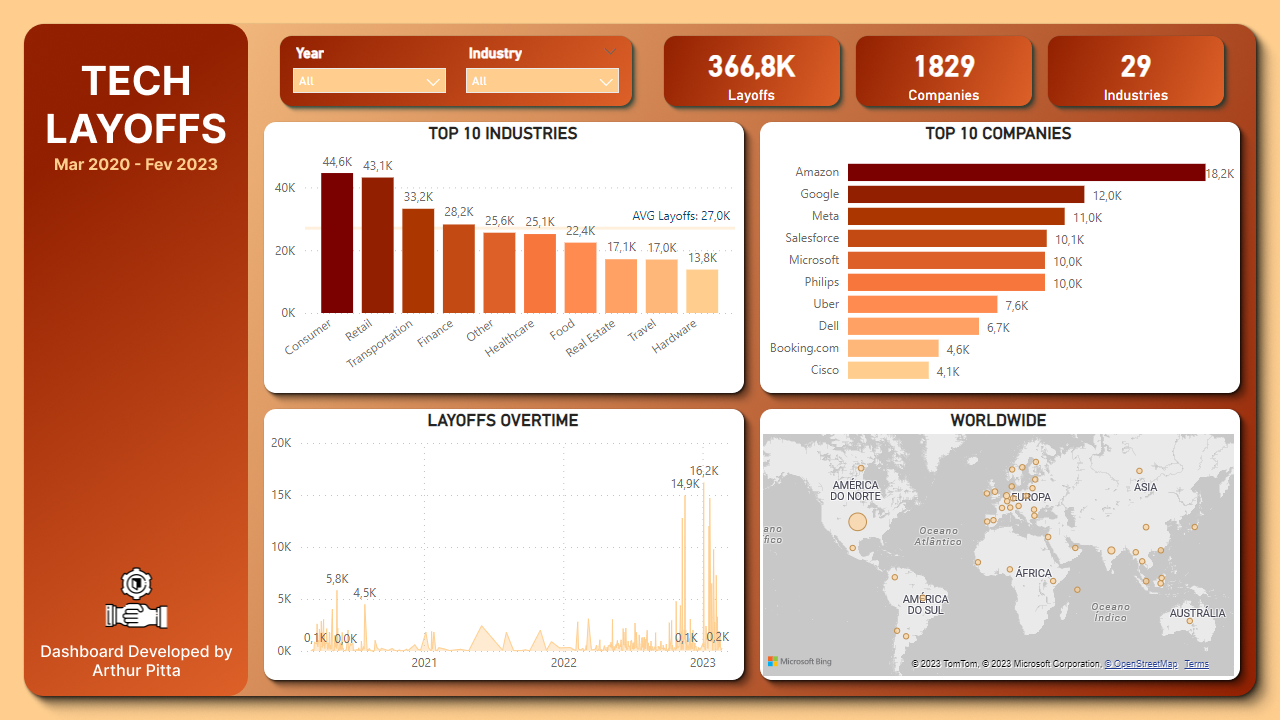 TECH
LAYOFFS
Mar 2020 - Fev 2023
Dashboard Developed by
Arthur Pitta
Year
All
Industry
All
366,8K
Layoffs
1829
Companies
29
Industries
TOP 10 INDUSTRIES
40K
20K
0K
44,6K
43,1K
33,2K
28,2K
25,6K
25,1K
22,4K
17,1K
17,0K
13,8K
AVG Layoffs: 27,0K
Consumer
Retail
Transportation
Finance
Other
Healthcare
Food
Real Estate
Travel
Hardware
TOP 10 COMPANIES
Amazon 18,2K
Google 12,0K
Meta 11,0K
Salesforce 10,1K
Microsoft 10,0K
Philips 10,0K
Uber 7,6K
Dell 6,7K
Booking.com 4,6K
Cisco 4,1K
LAYOFFS OVERTIME
20K
15K
10K
5K
0K
0,1K
5,8K
0,0K
4,5K
14,9K
0,1K
16,2K
0,2K
2021
2022
2023
WORLDWIDE
AMÉRICA
DO NORTE
EUROPA
ÁSIA
ano
fico
Oceano
Atlântico
ÁFRICA
AMÉRICA
DO SUL
Oceano
Índico
AUSTRÁLIA
Microsoft Bing
© 2023 TomTom, © 2023 Microsoft Corporation, © OpenStreetMap Terms